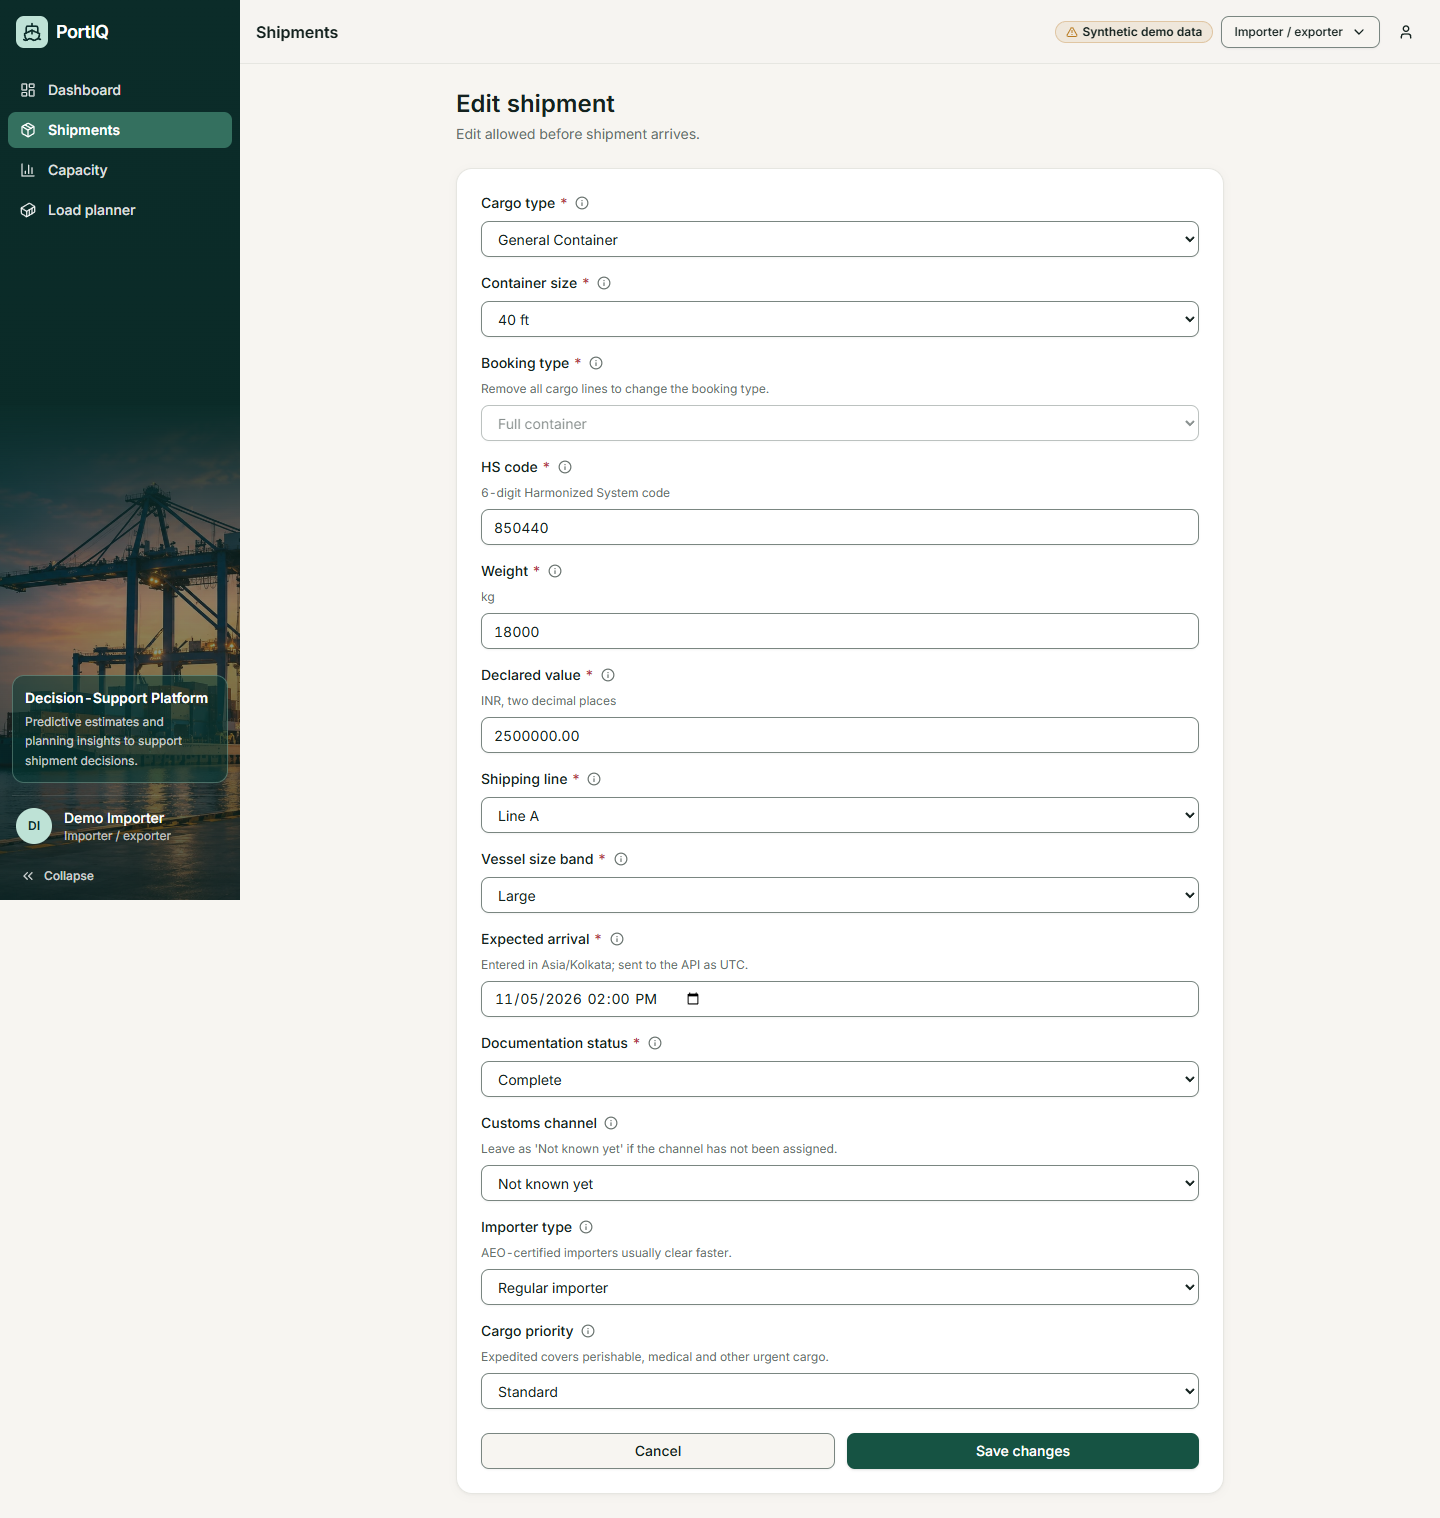 PortIQ
Dashboard
Shipments
Capacity
Load planner
Decision-Support Platform
Predictive estimates and
planning insights to support
shipment decisions.
DI
Demo Importer
Importer / exporter
Collapse
Shipments
Synthetic demo data
Importer / exporter
Edit shipment
Edit allowed before shipment arrives.
Cargo type *
General Container
Container size *
40 ft
Booking type *
Remove all cargo lines to change the booking type.
Full container
HS code *
6-digit Harmonized System code
850440
Weight *
kg
18000
Declared value *
INR, two decimal places
2500000.00
Shipping line *
Line A
Vessel size band *
Large
Expected arrival *
Entered in Asia/Kolkata; sent to the API as UTC.
11/05/2026 02:00 PM
Documentation status *
Complete
Customs channel
Leave as 'Not known yet' if the channel has not been assigned.
Not known yet
Importer type
AEO-certified importers usually clear faster.
Regular importer
Cargo priority
Expedited covers perishable, medical and other urgent cargo.
Standard
Cancel
Save changes